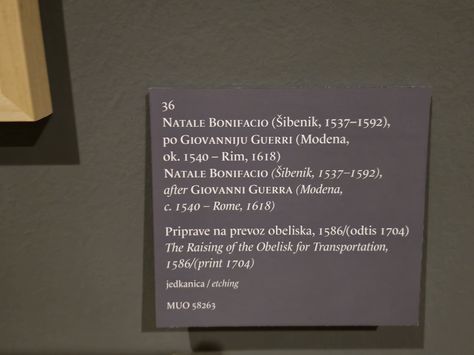 36
NATALE BONIFACIO (Šibenik, 1537–1592),
po GIOVANNIJU GUERRI (Modena,
ok. 1540 – Rim, 1618)
NATALE BONIFACIO (Šibenik, 1537–1592),
after GIOVANNI GUERRA (Modena,
c. 1540 – Rome, 1618)
Priprave na prevoz obeliska, 1586/(odtis 1704)
The Raising of the Obelisk for Transportation,
1586/(print 1704)
jedkanica / etching
MUO 58263